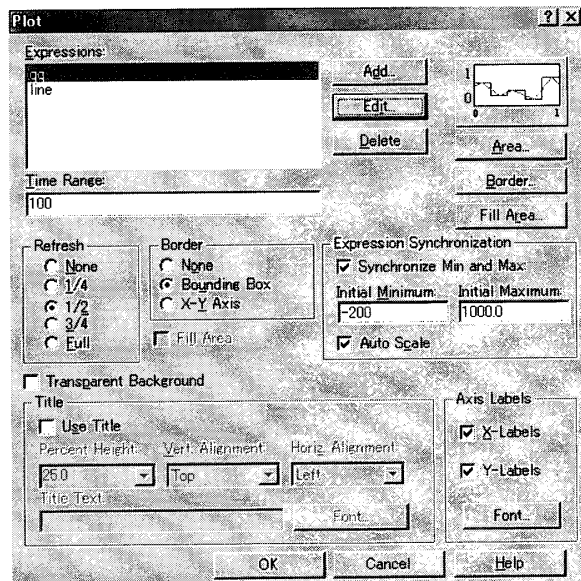 Plot
Expressions:
qq
line
Add...
Edit...
Delete
1
0
0 1
Area...
Border...
Fill Area...
Time Range:
100
Refresh
None
1/4
1/2
3/4
Full
Border
None
Bounding Box
X-Y Axis
Fill Area
Expression Synchronization
Synchronize Min and Max:
Initial Minimum:
-200
Initial Maximum:
1000.0
Auto Scale
Transparent Background
Title
Use Title
Percent Height:
25.0
Vert. Alignment:
Top
Horiz. Alignment:
Left
Title Text:
Font...
Axis Labels
X-Labels
Y-Labels
Font...
OK
Cancel
Help